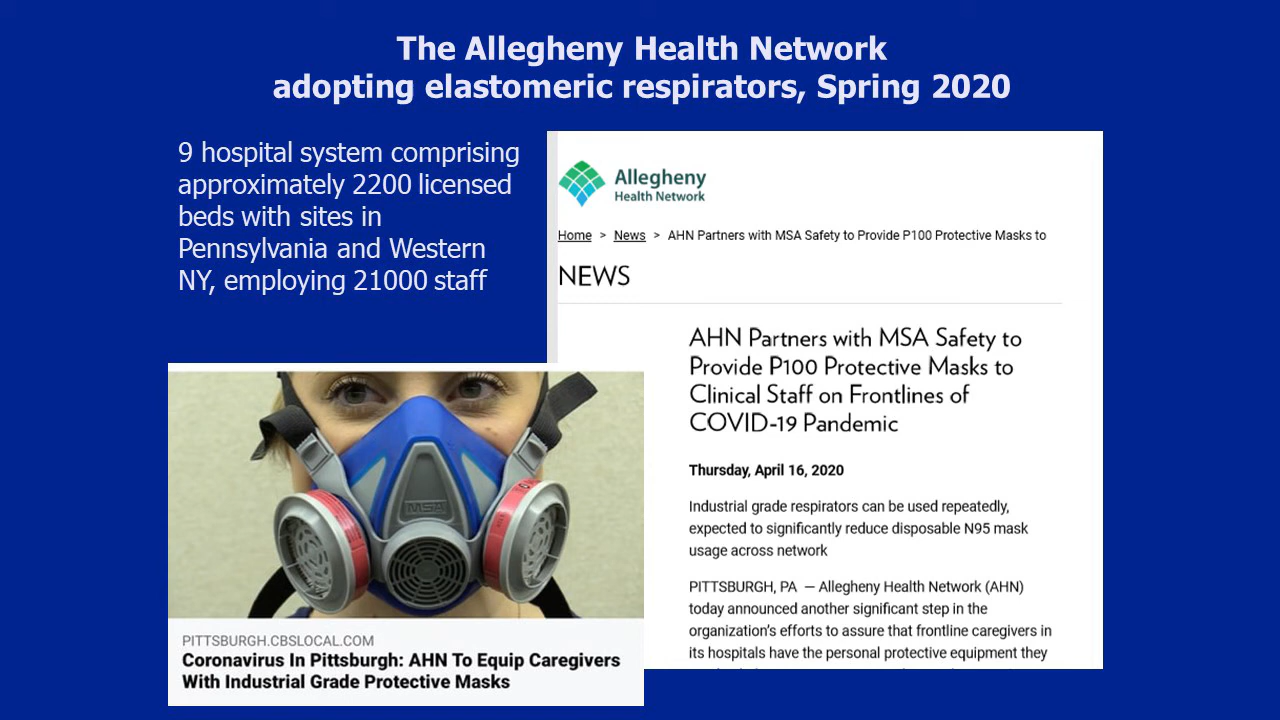 The Allegheny Health Network
adopting elastomeric respirators, Spring 2020
9 hospital system comprising
approximately 2200 licensed
beds with sites in
Pennsylvania and Western
NY, employing 21000 staff
Allegheny
Health Network
Home > News > AHN Partners with MSA Safety to Provide P100 Protective Masks to
NEWS
AHN Partners with MSA Safety to
Provide P100 Protective Masks to
Clinical Staff on Frontlines of
COVID-19 Pandemic
Thursday, April 16, 2020
Industrial grade respirators can be used repeatedly,
expected to significantly reduce disposable N95 mask
usage across network
PITTSBURGH, PA — Allegheny Health Network (AHN)
today announced another significant step in the
organization's efforts to assure that frontline caregivers in
its hospitals have the personal protective equipment they
MSA
PITTSBURGH.CBSLOCAL.COM
Coronavirus In Pittsburgh: AHN To Equip Caregivers
With Industrial Grade Protective Masks